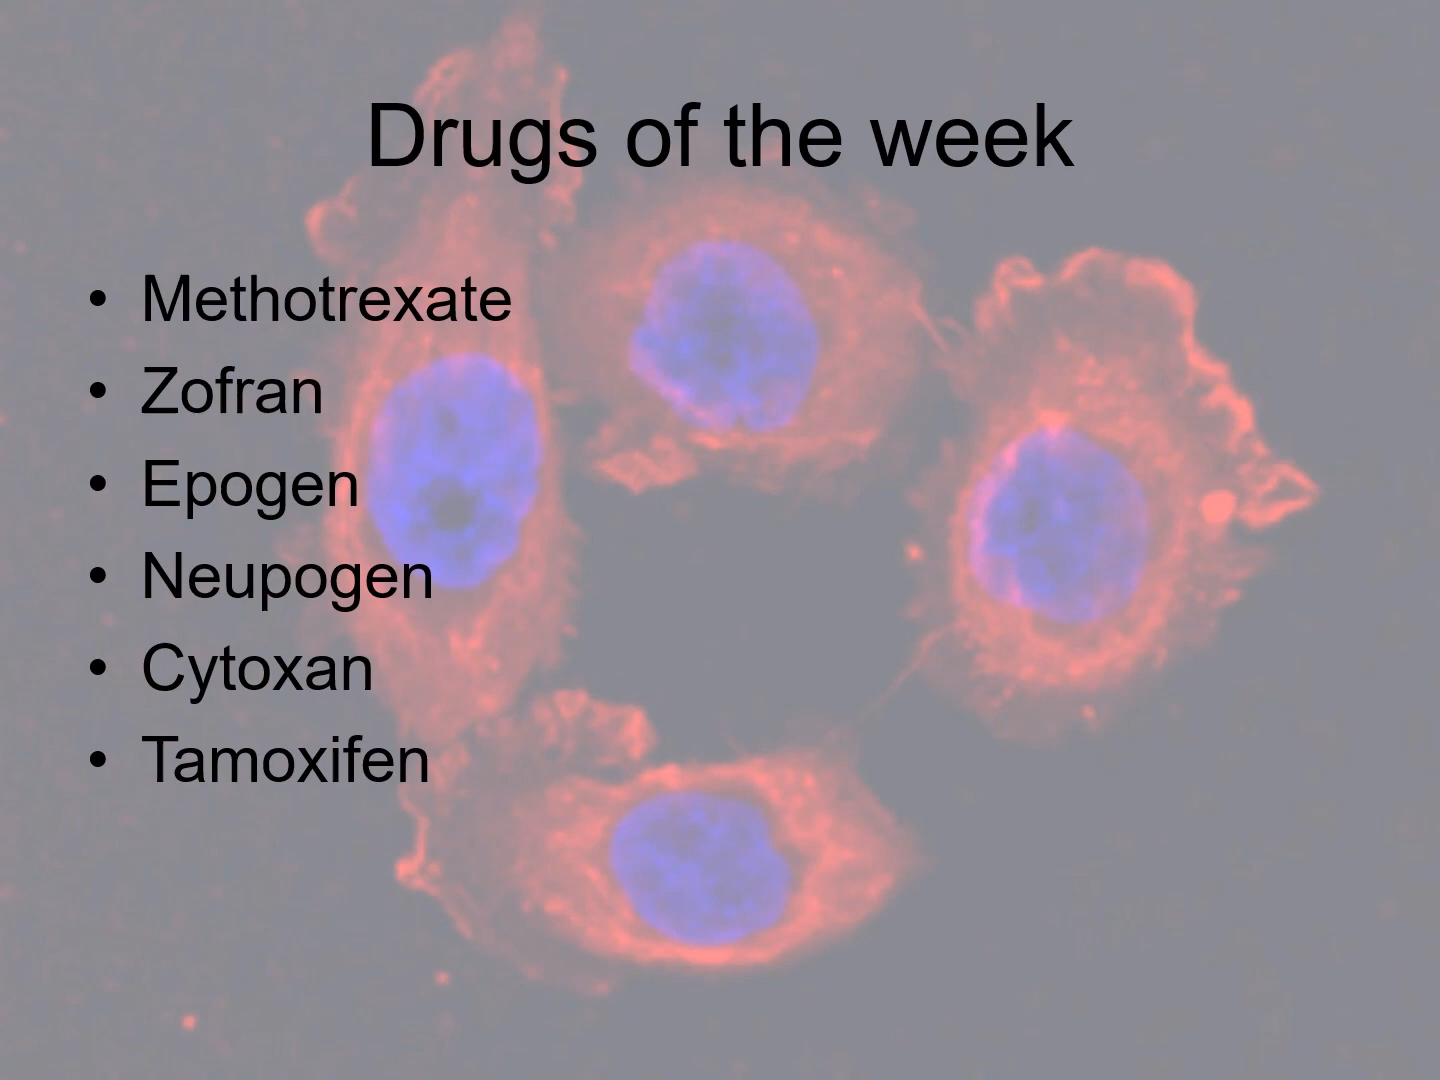 Drugs of the week
• Methotrexate
• Zofran
• Epogen
• Neupogen
• Cytoxan
• Tamoxifen